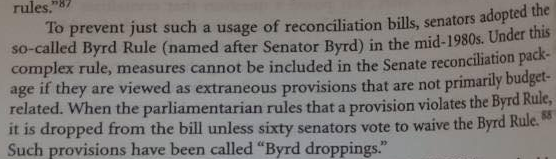 rules."87
To prevent just such a usage of reconciliation bills, senators adopted the
so-called Byrd Rule (named after Senator Byrd) in the mid-1980s. Under this
complex rule, measures cannot be included in the Senate reconciliation pack-
age if they are viewed as extraneous provisions that are not primarily budget-
related. When the parliamentarian rules that a provision violates the Byrd Rule,
it is dropped from the bill unless sixty senators vote to waive the Byrd Rule.88
Such provisions have been called "Byrd droppings."